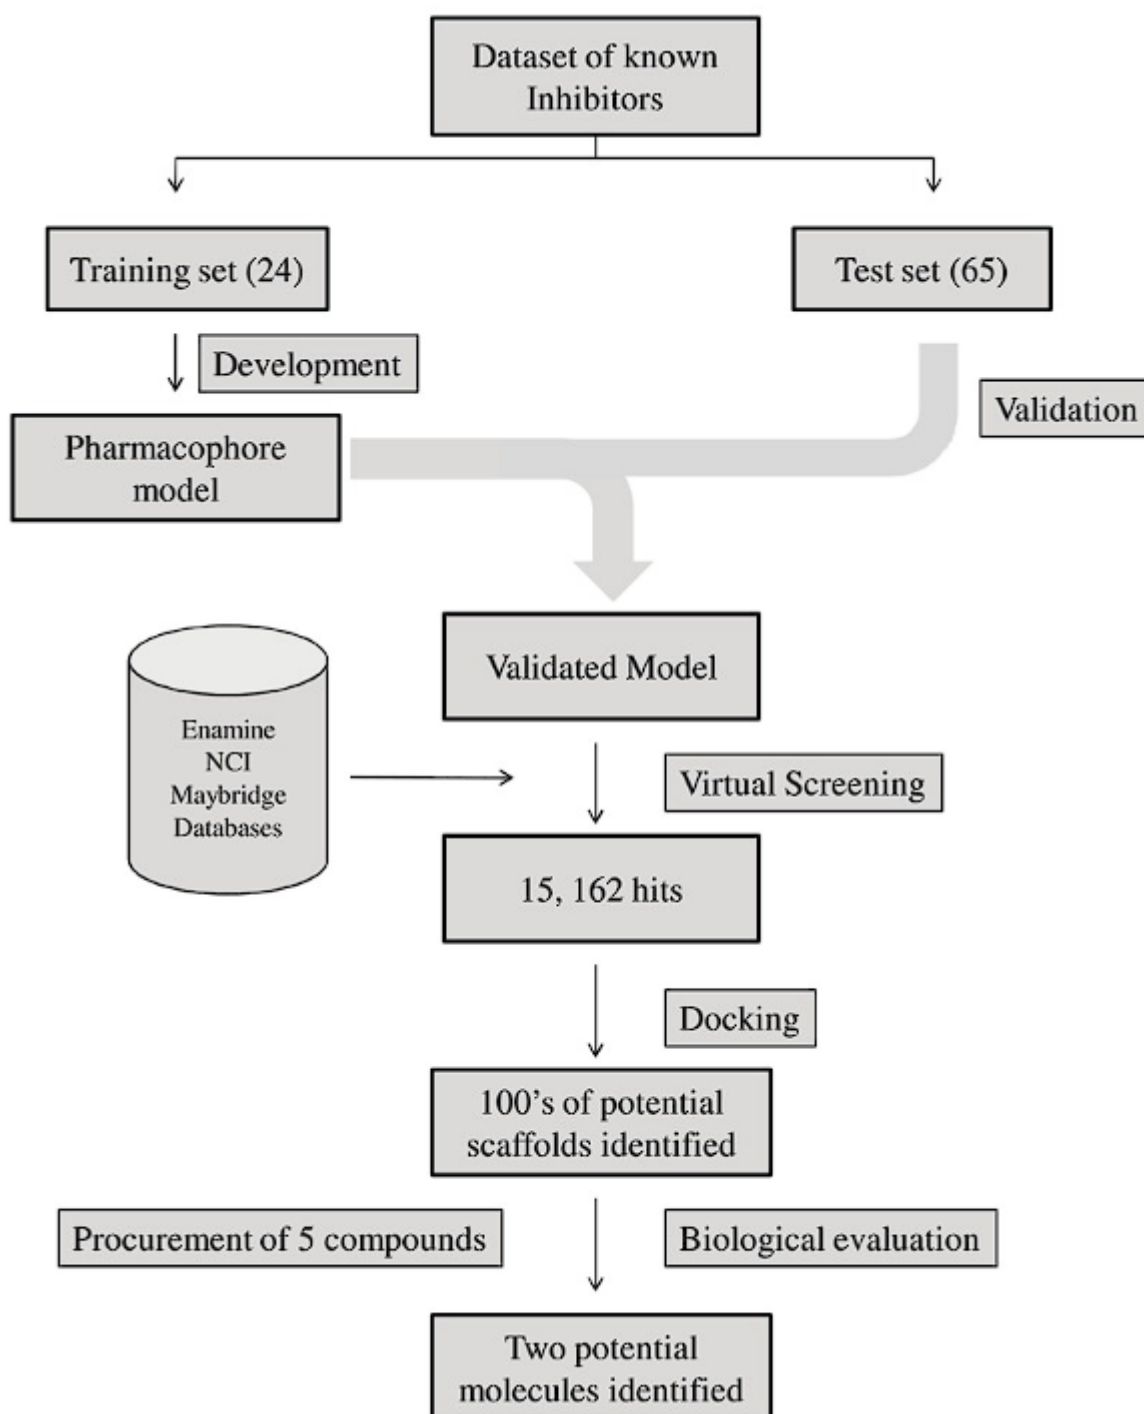 Dataset of known
Inhibitors
Training set (24)
Test set (65)
Development
Validation
Pharmacophore
model
Validated Model
Enamine
NCI
Maybridge
Databases
Virtual Screening
15, 162 hits
Docking
100’s of potential
scaffolds identified
Procurement of 5 compounds
Biological evaluation
Two potential
molecules identified